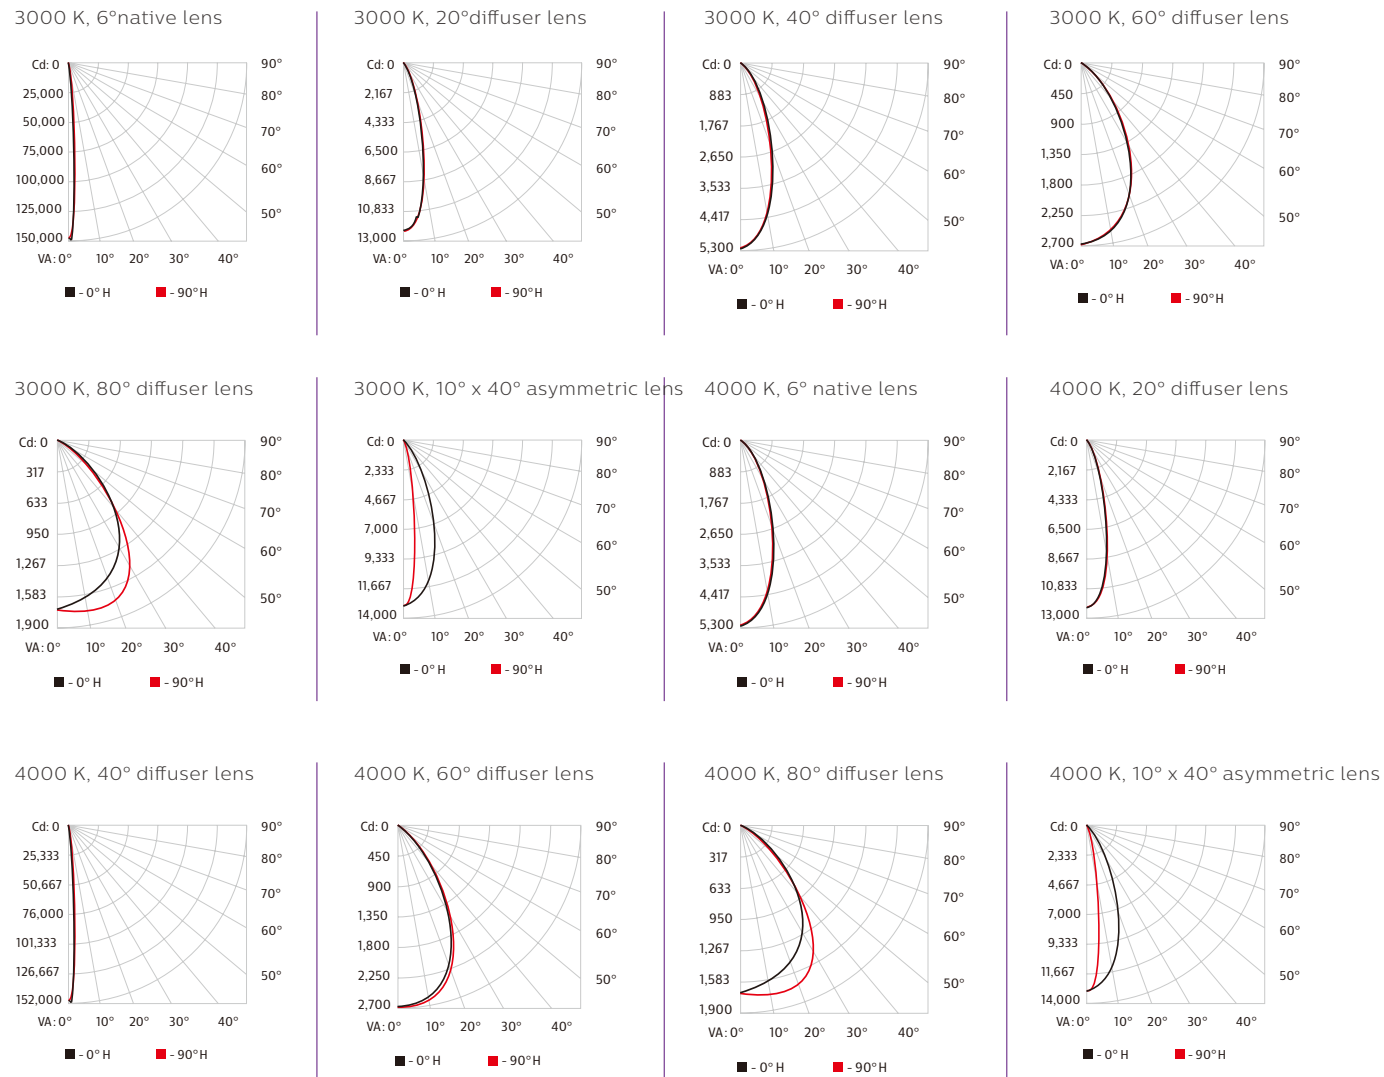 3000 K, 6°native lens
Cd: 0
25,000
50,000
75,000
100,000
125,000
150,000
90°
80°
70°
60°
50°
VA: 0° 10° 20° 30° 40°
- 0° H - 90°H
3000 K, 20°diffuser lens
Cd: 0
2,167
4,333
6,500
8,667
10,833
13,000
90°
80°
70°
60°
50°
VA: 0° 10° 20° 30° 40°
- 0° H - 90°H
3000 K, 40° diffuser lens
Cd: 0
883
1,767
2,650
3,533
4,417
5,300
90°
80°
70°
60°
50°
VA: 0° 10° 20° 30° 40°
- 0° H - 90°H
3000 K, 60° diffuser lens
Cd: 0
450
900
1,350
1,800
2,250
2,700
90°
80°
70°
60°
50°
VA: 0° 10° 20° 30° 40°
- 0° H - 90°H
3000 K, 80° diffuser lens
Cd: 0
317
633
950
1,267
1,583
1,900
90°
80°
70°
60°
50°
VA: 0° 10° 20° 30° 40°
- 0° H - 90°H
3000 K, 10° x 40° asymmetric lens
Cd: 0
2,333
4,667
7,000
9,333
11,667
14,000
90°
80°
70°
60°
50°
VA: 0° 10° 20° 30° 40°
- 0° H - 90°H
4000 K, 6° native lens
Cd: 0
883
1,767
2,650
3,533
4,417
5,300
90°
80°
70°
60°
50°
VA: 0° 10° 20° 30° 40°
- 0° H - 90°H
4000 K, 20° diffuser lens
Cd: 0
2,167
4,333
6,500
8,667
10,833
13,000
90°
80°
70°
60°
50°
VA: 0° 10° 20° 30° 40°
- 0° H - 90°H
4000 K, 40° diffuser lens
Cd: 0
25,333
50,667
76,000
101,333
126,667
152,000
90°
80°
70°
60°
50°
VA: 0° 10° 20° 30° 40°
- 0° H - 90°H
4000 K, 60° diffuser lens
Cd: 0
450
900
1,350
1,800
2,250
2,700
90°
80°
70°
60°
50°
VA: 0° 10° 20° 30° 40°
- 0° H - 90°H
4000 K, 80° diffuser lens
Cd: 0
317
633
950
1,267
1,583
1,900
90°
80°
70°
60°
50°
VA: 0° 10° 20° 30° 40°
- 0° H - 90°H
4000 K, 10° x 40° asymmetric lens
Cd: 0
2,333
4,667
7,000
9,333
11,667
14,000
90°
80°
70°
60°
50°
VA: 0° 10° 20° 30° 40°
- 0° H - 90°H